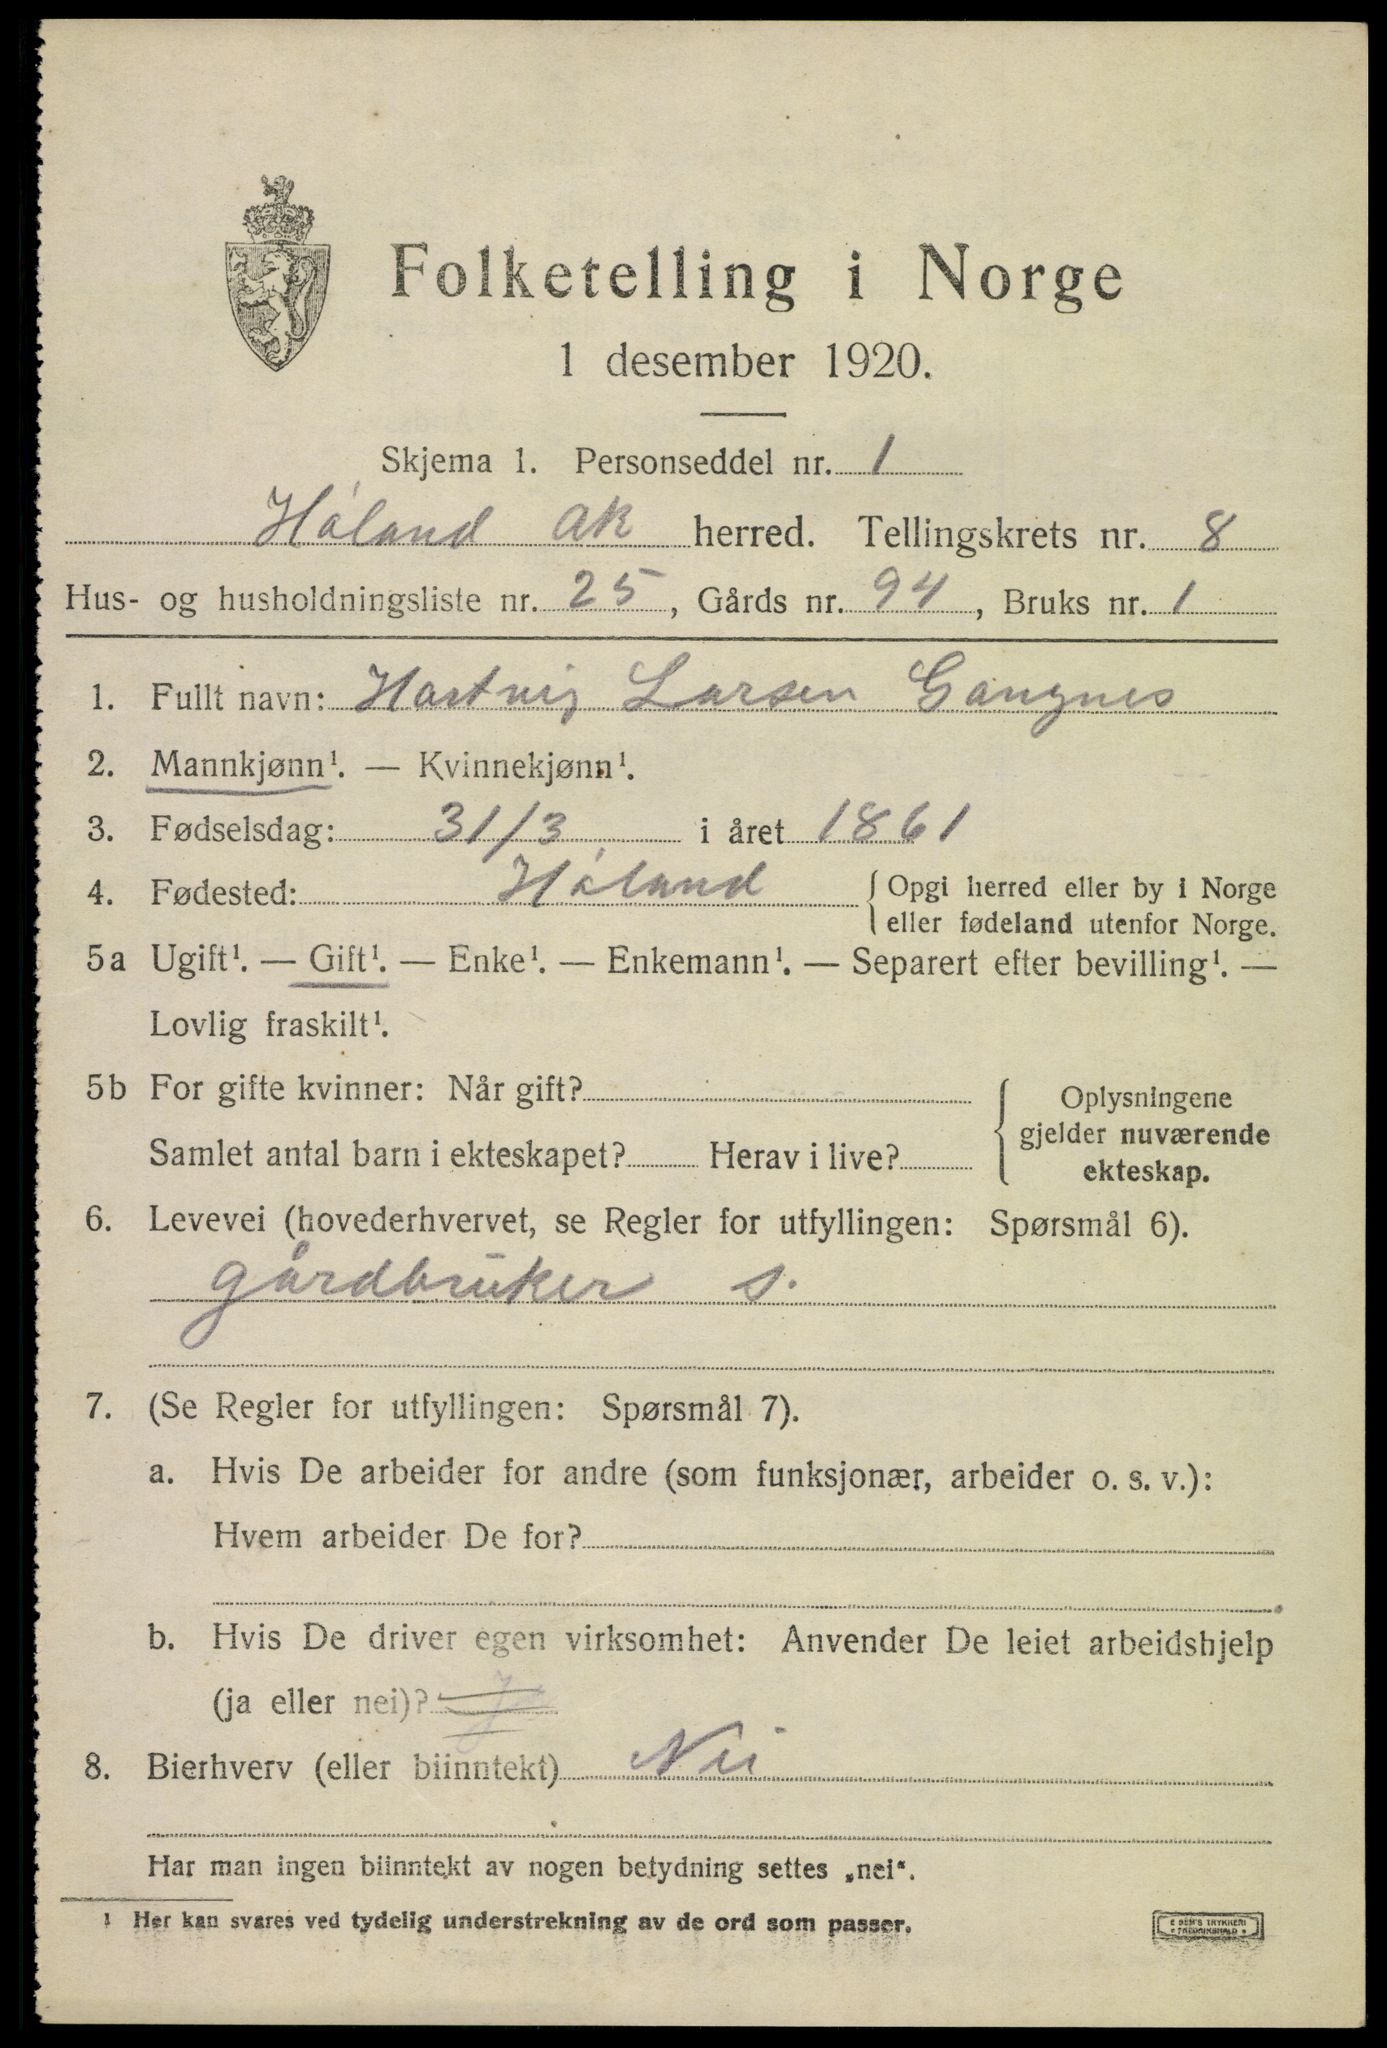 Folketelling i Norge
1 desember 1920.
Skjema 1. Personseddel nr. 1
Høland Ak herred. Tellingskrets nr. 8
Hus- og husholdningsliste nr. 25, Gårds nr. 94, Bruks nr. 1
1. Fullt navn: Hartvig Larsen Gangnes
2. Mannkjønn¹. — Kvinnekjønn¹.
3. Fødselsdag: 31/3 i året 1861
4. Fødested: Høland { Opgi herred eller by i Norge
eller fødeland utenfor Norge.
5a Ugift¹. — Gift¹. — Enke¹. — Enkemann¹. — Separert efter bevilling¹. —
Lovlig fraskilt¹.
5b For gifte kvinner: Når gift?
Samlet antal barn i ekteskapet? Herav i live?
{ Oplysningene
gjelder nuværende
ekteskap.
6. Levevei (hovederhvervet, se Regler for utfyllingen: Spørsmål 6).
gårdbruker s.
7. (Se Regler for utfyllingen: Spørsmål 7).
a. Hvis De arbeider for andre (som funksjonær, arbeider o. s. v.):
Hvem arbeider De for?
b. Hvis De driver egen virksomhet: Anvender De leiet arbeidshjelp
(ja eller nei)?
8. Bierhverv (eller biinntekt) Nei
Har man ingen biinntekt av nogen betydning settes „nei“.
1 Her kan svares ved tydelig understrekning av de ord som passer.
E SEM'S TRYKKERI
FREDRIKSHALD